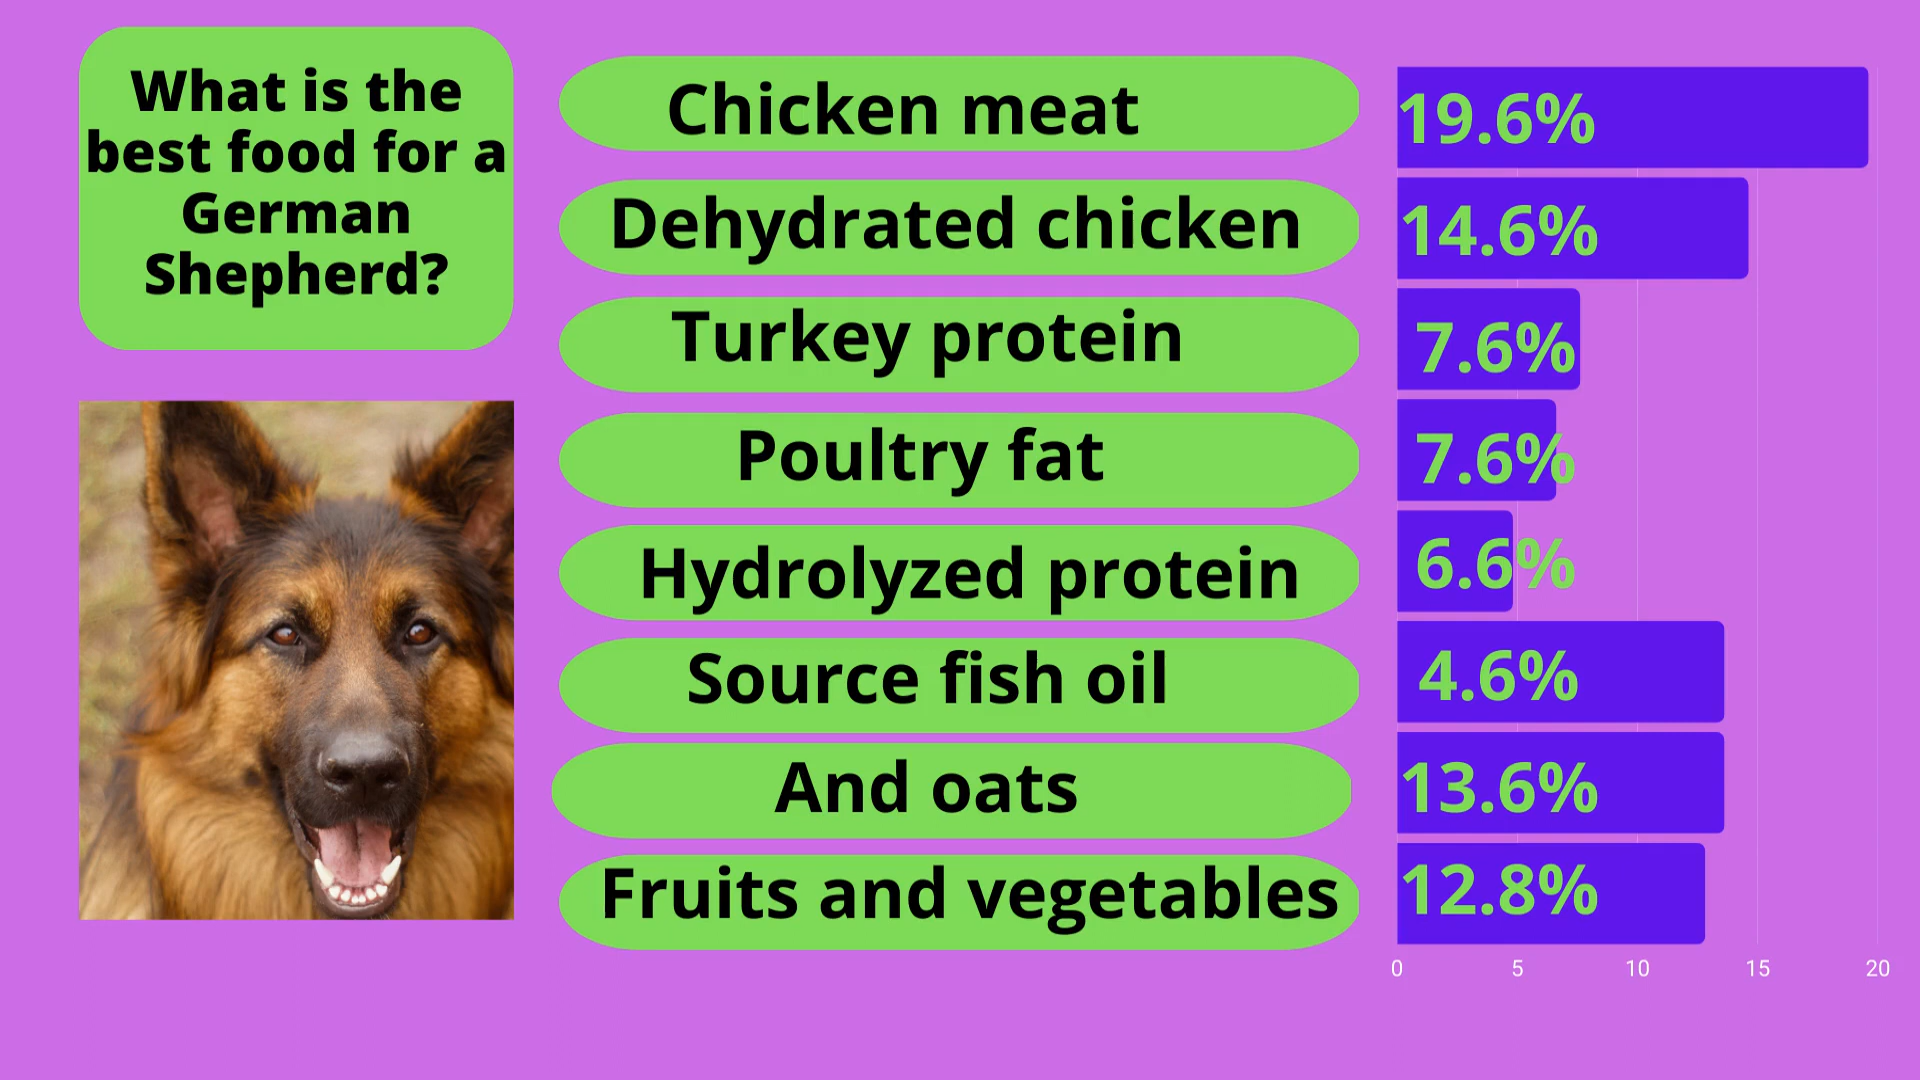 What is the
best food for a
German
Shepherd?
Chicken meat 19.6%
Dehydrated chicken 14.6%
Turkey protein 7.6%
Poultry fat 7.6%
Hydrolyzed protein 6.6%
Source fish oil 4.6%
And oats 13.6%
Fruits and vegetables 12.8%
0 5 10 15 20